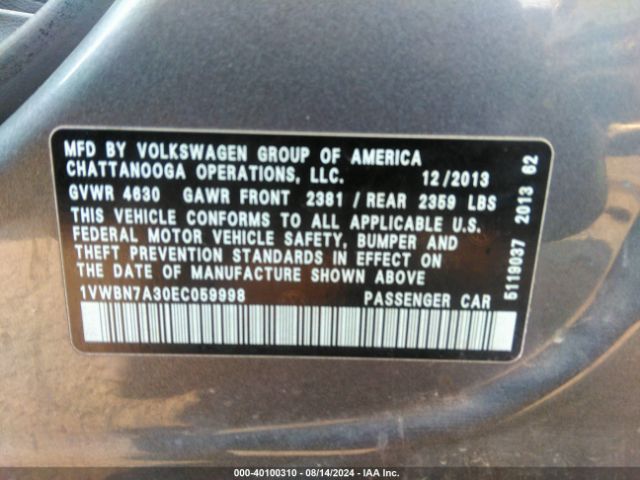 MFD BY VOLKSWAGEN GROUP OF AMERICA
CHATTANOOGA OPERATIONS, LLC. 12/2013
GVWR 4630 GAWR FRONT 2381 / REAR 2359 LBS
THIS VEHICLE CONFORMS TO ALL APPLICABLE U.S.
FEDERAL MOTOR VEHICLE SAFETY, BUMPER AND
THEFT PREVENTION STANDARDS IN EFFECT ON
THE DATE OF MANUFACTURE SHOWN ABOVE
1VWBN7A30EC059998 PASSENGER CAR
5119037 2013 62
000-40100310 - 08/14/2024 - IAA Inc.